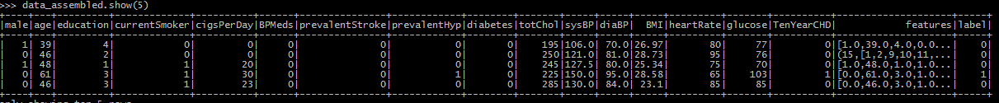 >>> data_assembled.show(5)
+----+---+---------+-------------+----------+------+---------------+------------+--------+-------+-----+-----+-----+---------+-------+----------+--------------------+-----+
|male|age|education|currentSmoker|cigsPerDay|BPMeds|prevalentStroke|prevalentHyp|diabetes|totChol|sysBP|diaBP|  BMI|heartRate|glucose|TenYearCHD|            features|label|
+----+---+---------+-------------+----------+------+---------------+------------+--------+-------+-----+-----+-----+---------+-------+----------+--------------------+-----+
|   1| 39|        4|            0|         0|     0|              0|           0|       0|    195|106.0| 70.0|26.97|       80|     77|         0|[1.0,39.0,4.0,0.0...|    0|
|   0| 46|        2|            0|         0|     0|              0|           0|       0|    250|121.0| 81.0|28.73|       95|     76|         0|(15,[1,2,9,10,11,...|    0|
|   1| 48|        1|            1|        20|     0|              0|           0|       0|    245|127.5| 80.0|25.34|       75|     70|         0|[1.0,48.0,1.0,1.0...|    0|
|   0| 61|        3|            1|        30|     0|              0|           1|       0|    225|150.0| 95.0|28.58|       65|    103|         1|[0.0,61.0,3.0,1.0...|    1|
|   0| 46|        3|            1|        23|     0|              0|           0|       0|    285|130.0| 84.0| 23.1|       85|     85|         0|[0.0,46.0,3.0,1.0...|    0|
+----+---+---------+-------------+----------+------+---------------+------------+--------+-------+-----+-----+-----+---------+-------+----------+--------------------+-----+
only showing top 5 rows